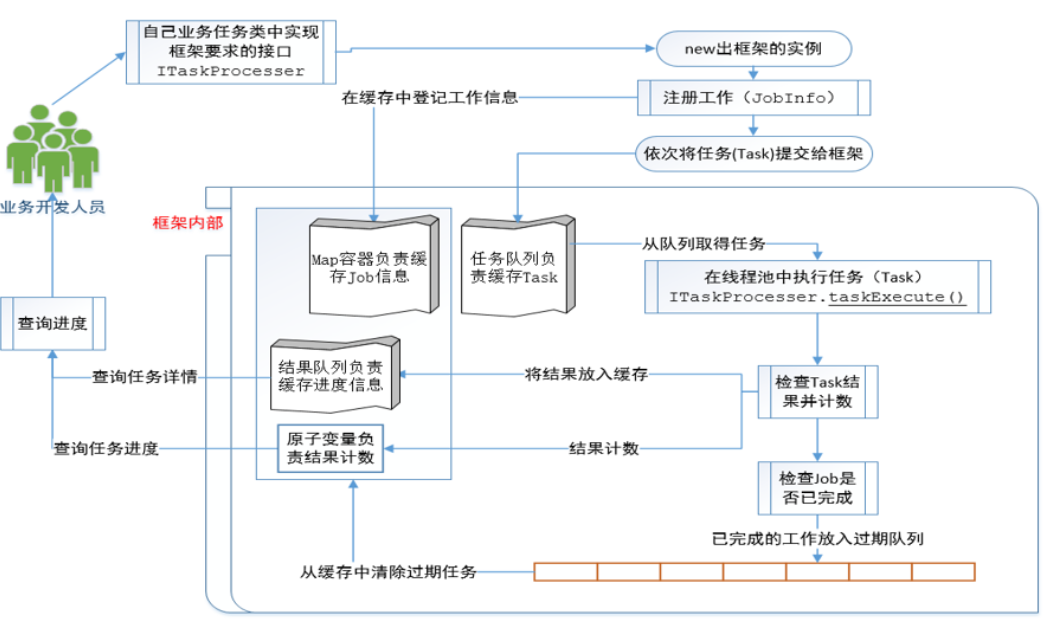 自己业务任务类中实现
框架要求的接口
ITaskProcesser
new出框架的实例
在缓存中登记工作信息
注册工作（JobInfo）
依次将任务(Task)提交给框架
业务开发人员
框架内部
Map容器负责缓
存Job信息
任务队列负
责缓存Task
从队列取得任务
在线程池中执行任务（Task）
ITaskProcesser.taskExecute()
查询进度
结果队列负责
缓存进度信息
查询任务详情
将结果放入缓存
检查Task结
果并计数
原子变量负
责结果计数
查询任务进度
结果计数
检查Job是
否已完成
已完成的工作放入过期队列
从缓存中清除过期任务